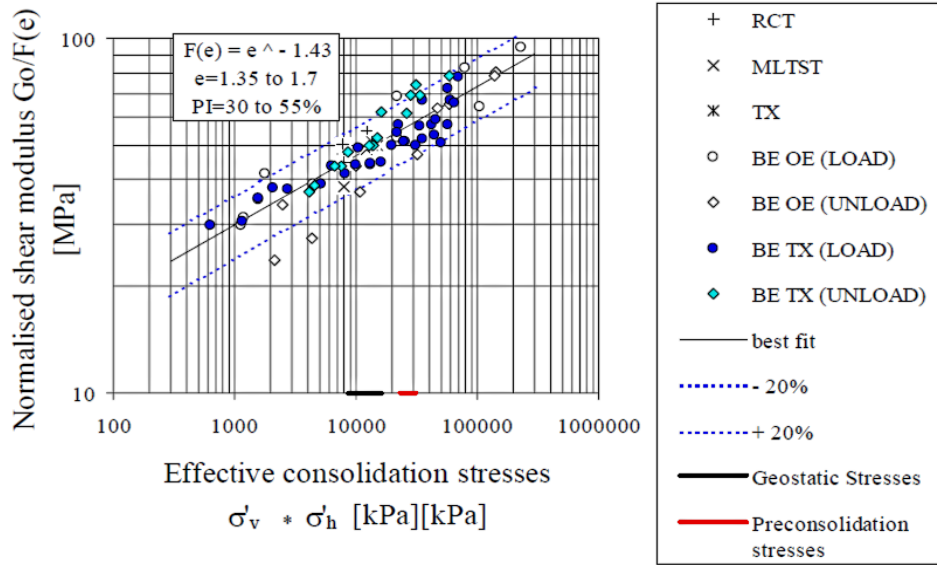 Normalised shear modulus Go/F(e)
[MPa]
100
10
F(e) = e ^ - 1.43
e=1.35 to 1.7
PI=30 to 55%
100
1000
10000
100000
1000000
Effective consolidation stresses
σ'v * σ'h [kPa][kPa]
RCT
MLTST
TX
BE OE (LOAD)
BE OE (UNLOAD)
BE TX (LOAD)
BE TX (UNLOAD)
best fit
- 20%
+ 20%
Geostatic Stresses
Preconsolidation
stresses